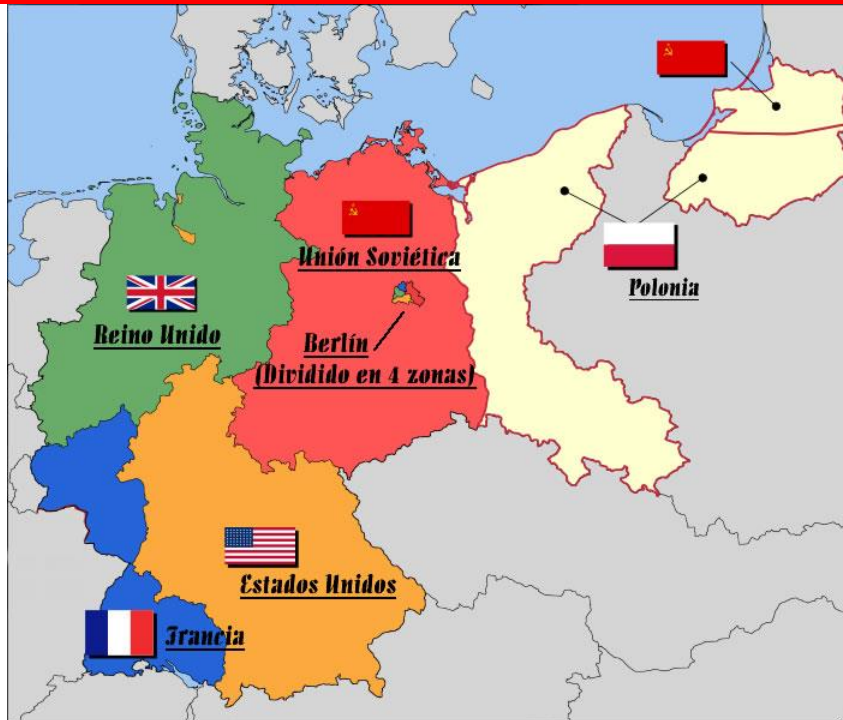 Unión Soviética
Polonia
Reino Unido
Berlín
(Dividido en 4 zonas)
Estados Unidos
Francia